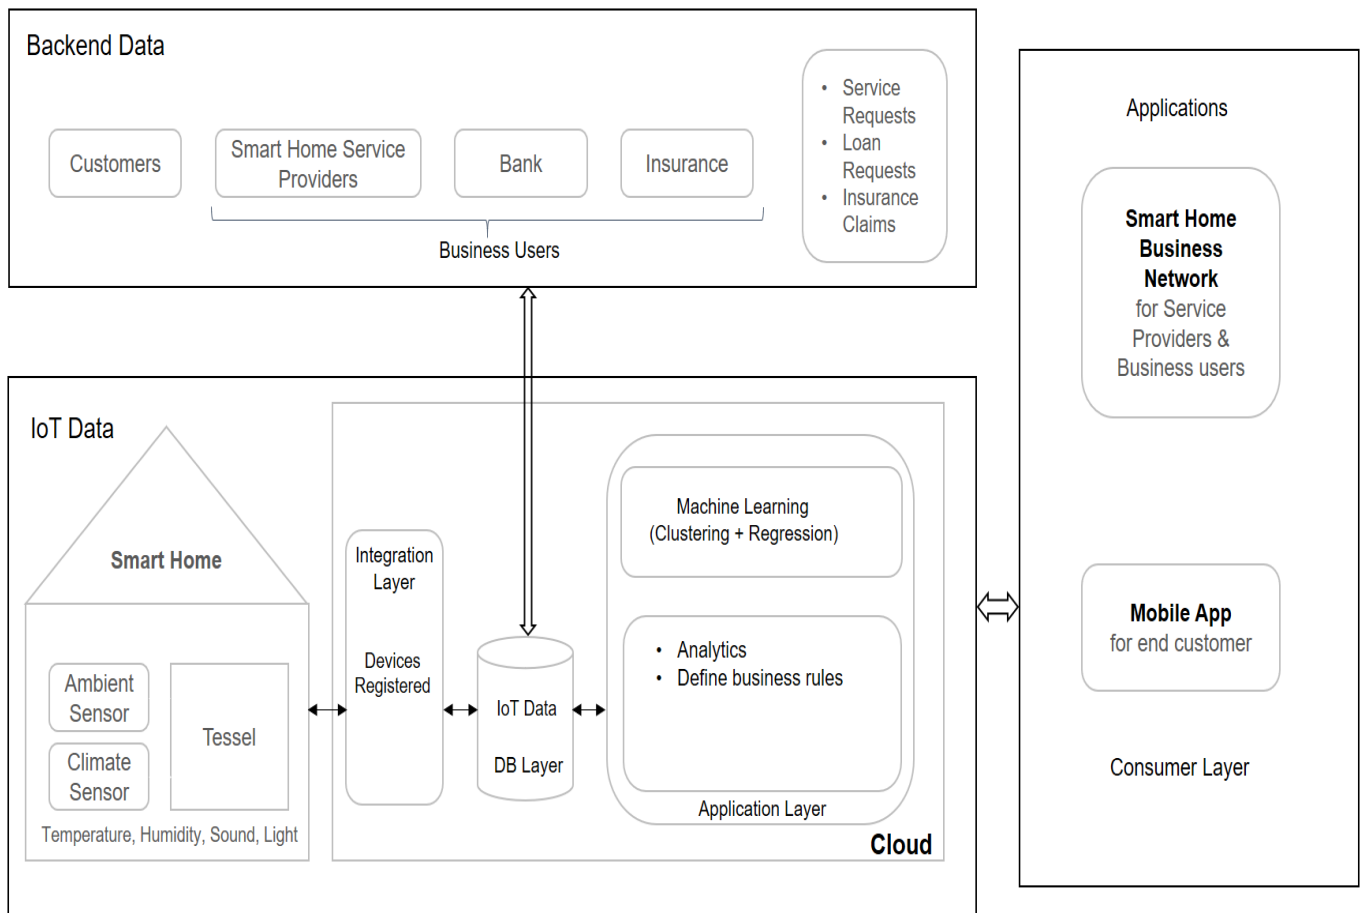 Backend Data
Customers
Smart Home Service
Providers
Bank
Insurance
Business Users
• Service
Requests
• Loan
Requests
• Insurance
Claims
IoT Data
Smart Home
Ambient
Sensor
Climate
Sensor
Tessel
Temperature, Humidity, Sound, Light
Integration
Layer
Devices
Registered
IoT Data
DB Layer
Machine Learning
(Clustering + Regression)
• Analytics
• Define business rules
Application Layer
Cloud
Applications
Smart Home
Business
Network
for Service
Providers &
Business users
Mobile App
for end customer
Consumer Layer